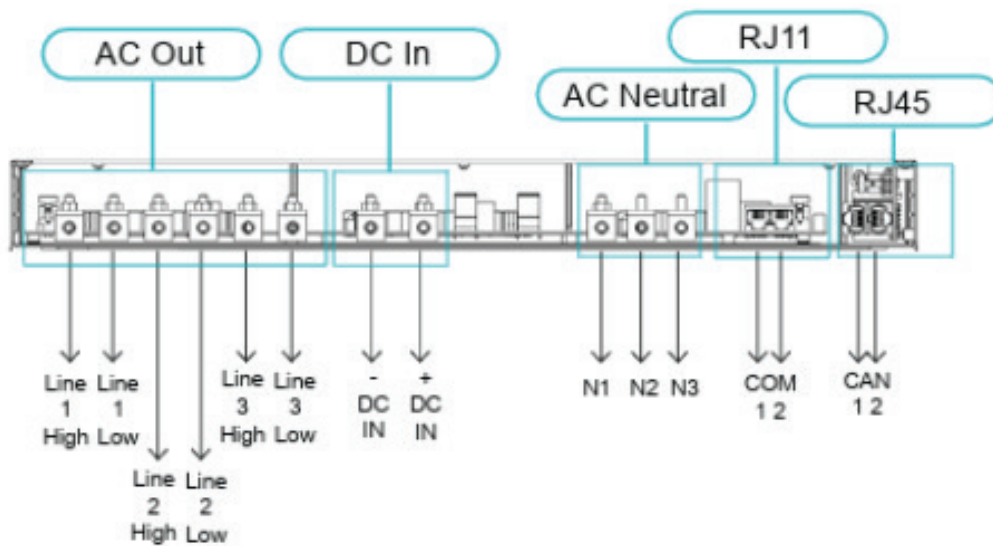 AC Out
DC In
AC Neutral
RJ11
RJ45
Line
1
High
Line
1
Low
Line
2
High
Line
2
Low
Line
3
High
Line
3
Low
-
DC
IN
+
DC
IN
N1
N2
N3
COM
1 2
CAN
1 2